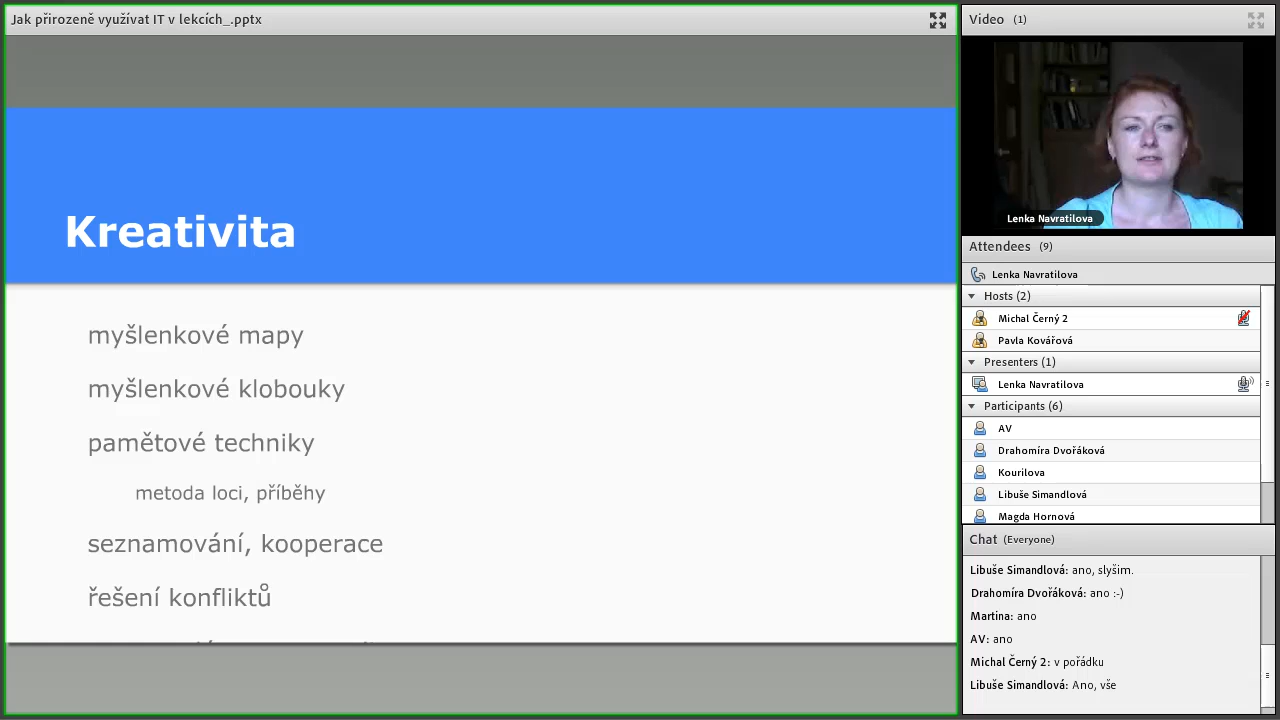 Jak přirozeně využívat IT v lekcích_.pptx
Kreativita
myšlenkové mapy
myšlenkové klobouky
pamětové techniky
metoda loci, příběhy
seznamování, kooperace
řešení konfliktů
Video (1)
Lenka Navratilova
Attendees (9)
Lenka Navratilova
Hosts (2)
Michal Černý 2
Pavla Kovářová
Presenters (1)
Lenka Navratilova
Participants (6)
AV
Drahomíra Dvořáková
Kourilova
Libuše Simandlová
Magda Hornová
Chat (Everyone)
Libuše Simandlová: ano, slyšim.
Drahomíra Dvořáková: ano :-)
Martina: ano
AV: ano
Michal Černý 2: v pořádku
Libuše Simandlová: Ano, vše